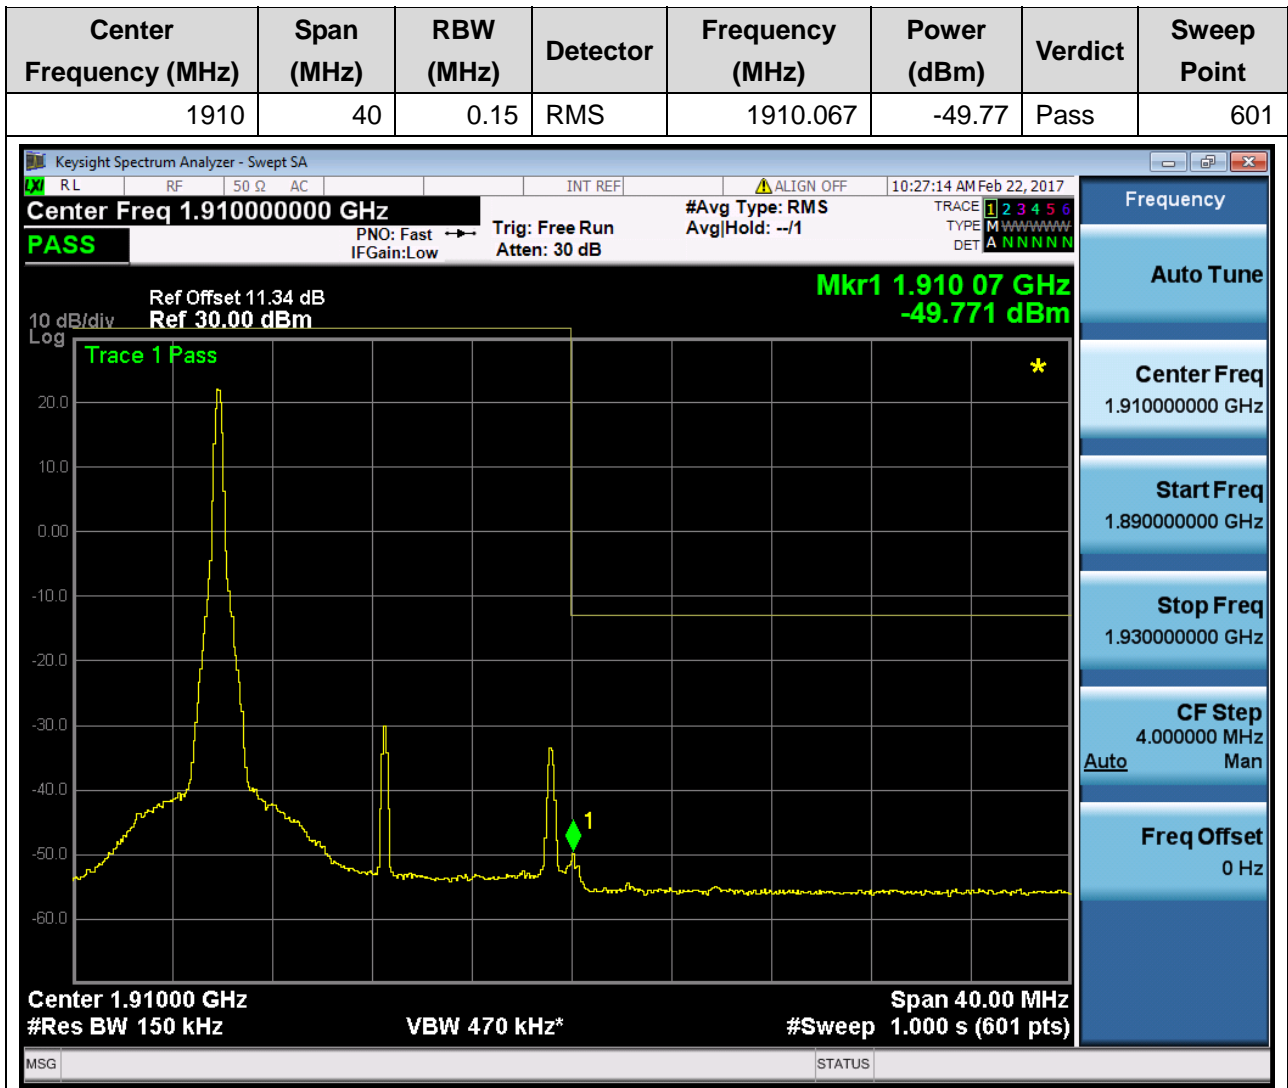 Center Frequency (MHz) Span (MHz) RBW (MHz) Detector Frequency (MHz) Power (dBm) Verdict Sweep Point
1910 40 0.15 RMS 1910.067 -49.77 Pass 601
Keysight Spectrum Analyzer - Swept SA
LXI RL RF 50 Ω AC INT REF ALIGN OFF 10:27:14 AM Feb 22, 2017
Center Freq 1.910000000 GHz
PASS
PNO: Fast
IFGain:Low
Trig: Free Run
Atten: 30 dB
#Avg Type: RMS
Avg|Hold: --/1
TRACE 1 2 3 4 5 6
TYPE M WWWWW
DET A N N N N N
Mkr1 1.910 07 GHz
-49.771 dBm
Ref Offset 11.34 dB
10 dB/div Ref 30.00 dBm
Log
Trace 1 Pass
20.0
10.0
0.00
-10.0
-20.0
-30.0
-40.0
-50.0
-60.0
1
Center 1.91000 GHz Span 40.00 MHz
#Res BW 150 kHz VBW 470 kHz* #Sweep 1.000 s (601 pts)
MSG STATUS
Frequency
Auto Tune
Center Freq
1.910000000 GHz
Start Freq
1.890000000 GHz
Stop Freq
1.930000000 GHz
CF Step
4.000000 MHz
Auto Man
Freq Offset
0 Hz